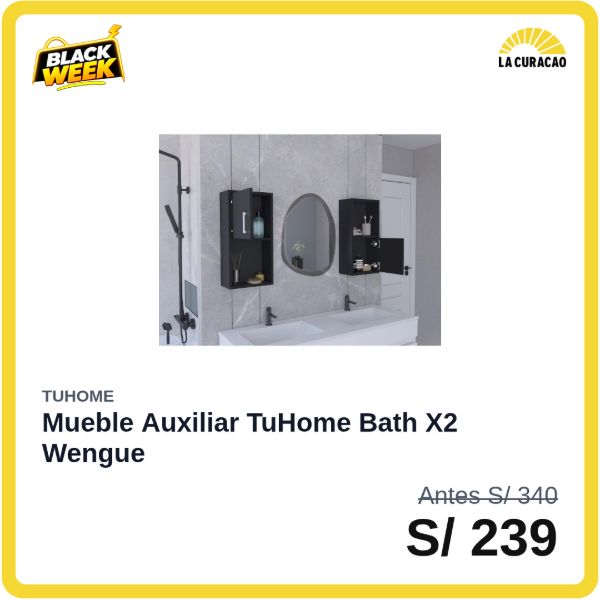 BLACK
WEEK
LA CURACAO
TUHOME
Mueble Auxiliar TuHome Bath X2
Wengue
Antes S/ 340
S/ 239